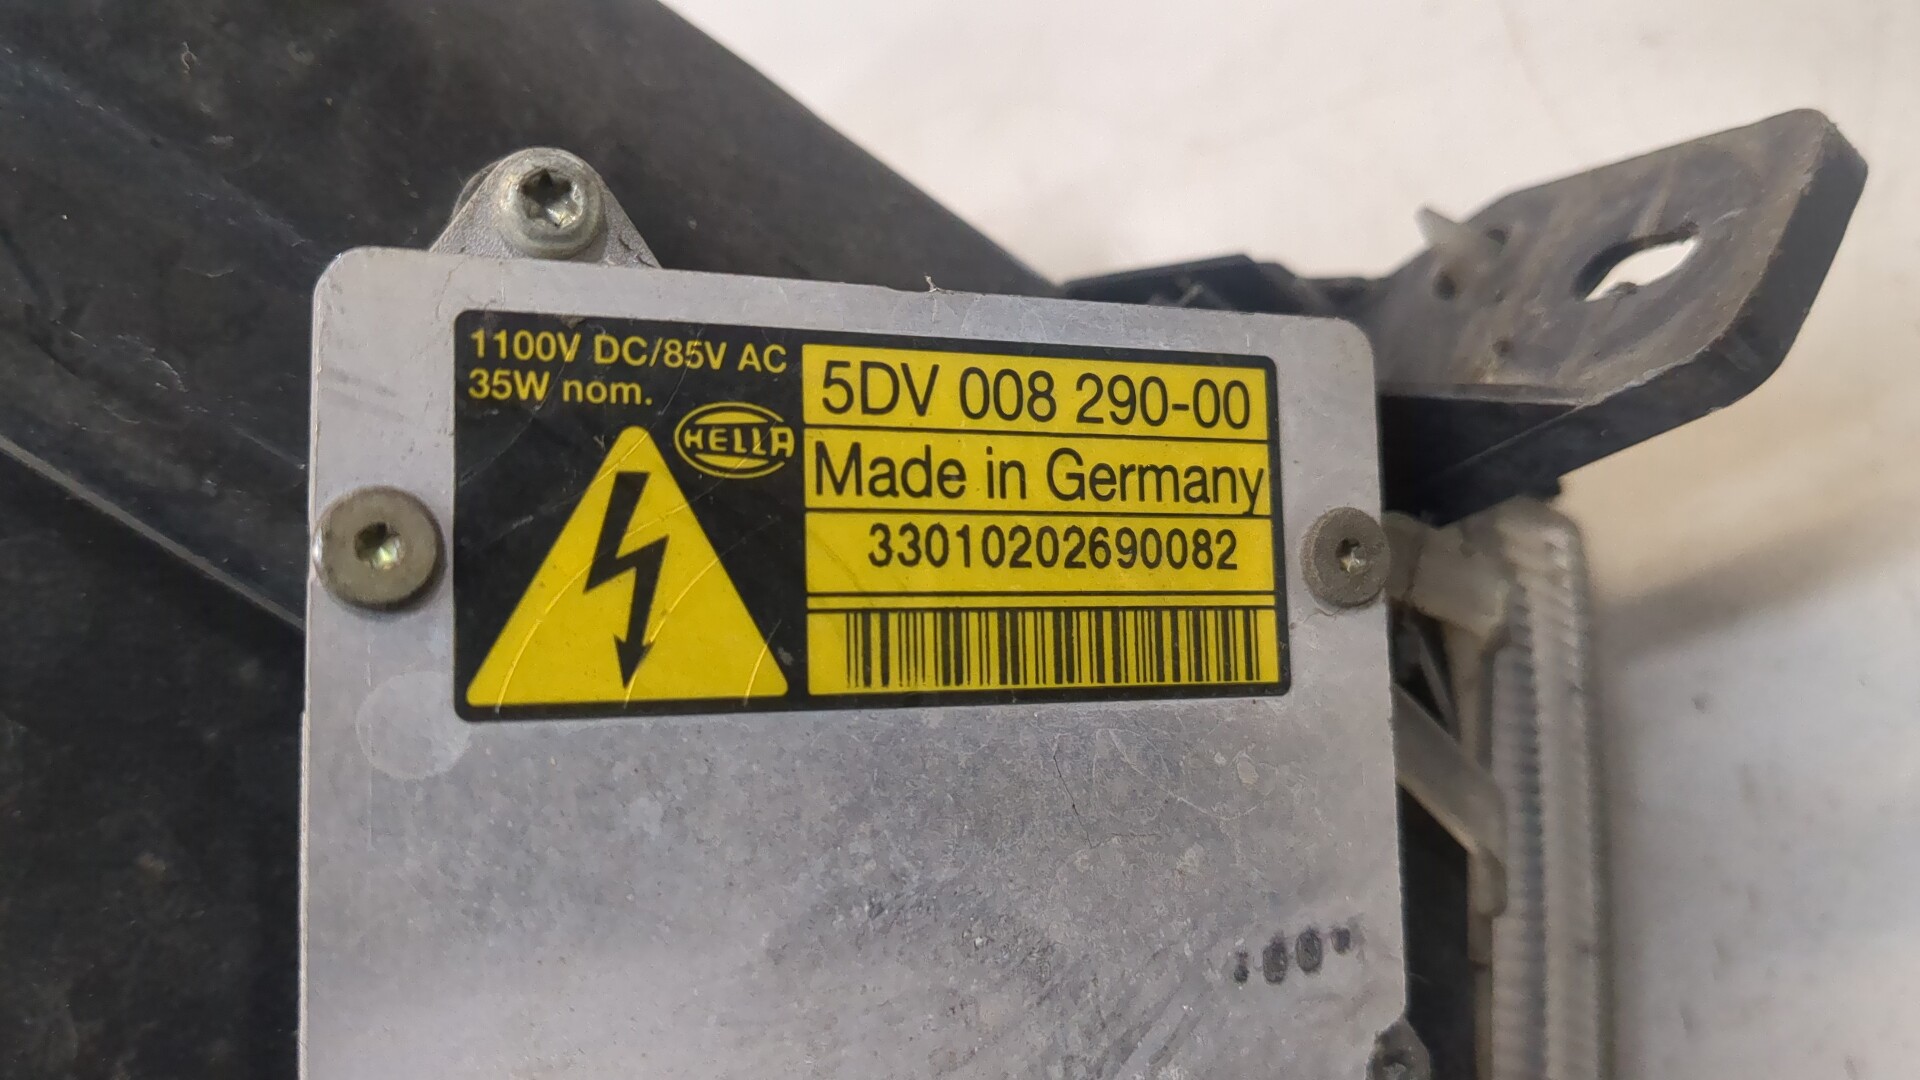 1100V DC/85V AC
35W nom.
HELLA
5DV 008 290-00
Made in Germany
33010202690082